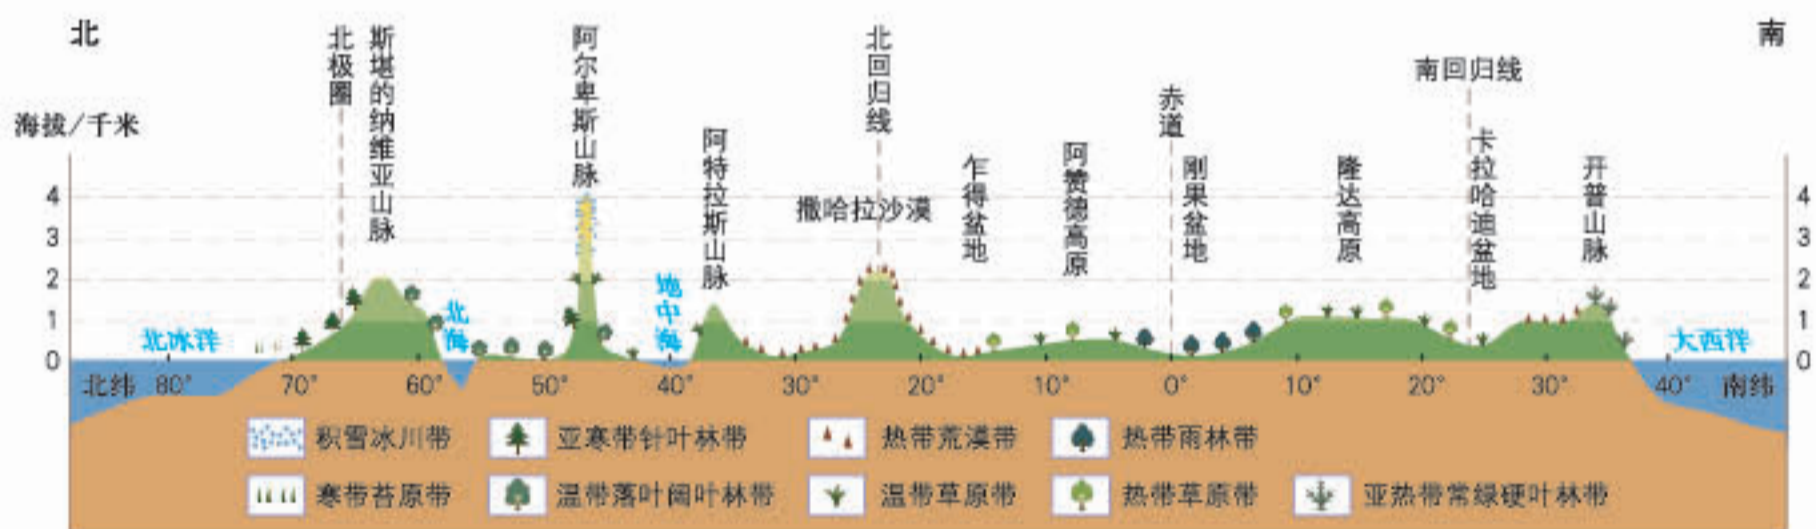 北
南
北极圈
斯堪的纳维亚山脉
阿尔卑斯山脉
北回归线
南回归线
赤道
海拔/千米
阿特拉斯山脉
撒哈拉沙漠
乍得盆地
阿赞德高原
刚果盆地
隆达高原
卡拉哈迪盆地
开普山脉
4
3
2
1
0
4
3
2
1
0
北冰洋
北海
地中海
大西洋
北纬 80° 70° 60° 50° 40° 30° 20° 10° 0° 10° 20° 30° 40° 南纬
积雪冰川带 亚寒带针叶林带 热带荒漠带 热带雨林带
寒带苔原带 温带落叶阔叶林带 温带草原带 热带草原带 亚热带常绿硬叶林带